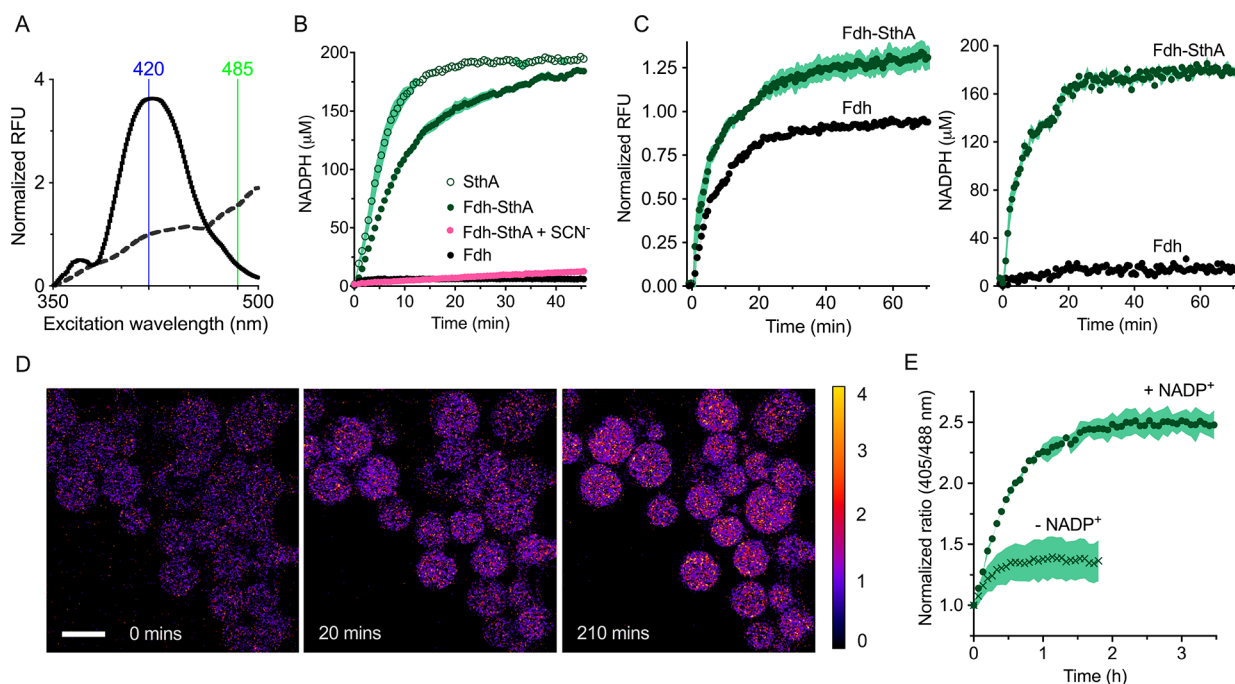 A
420
485
Normalized RFU
4
2
0
350
500
Excitation wavelength (nm)
B
NADPH (μM)
200
150
100
50
0
SthA
Fdh-SthA
Fdh-SthA + SCN⁻
Fdh
0
10
20
30
40
Time (min)
C
Normalized RFU
1.25
1.00
0.75
0.50
0.25
0.00
Fdh-SthA
Fdh
0
20
40
60
Time (min)
NADPH (μM)
200
160
120
80
40
0
Fdh-SthA
Fdh
0
20
40
60
Time (min)
D
0 mins
20 mins
210 mins
4
3
2
1
0
E
Normalized ratio (405/488 nm)
2.5
2.0
1.5
1.0
+ NADP⁺
- NADP⁺
0
1
2
3
Time (h)